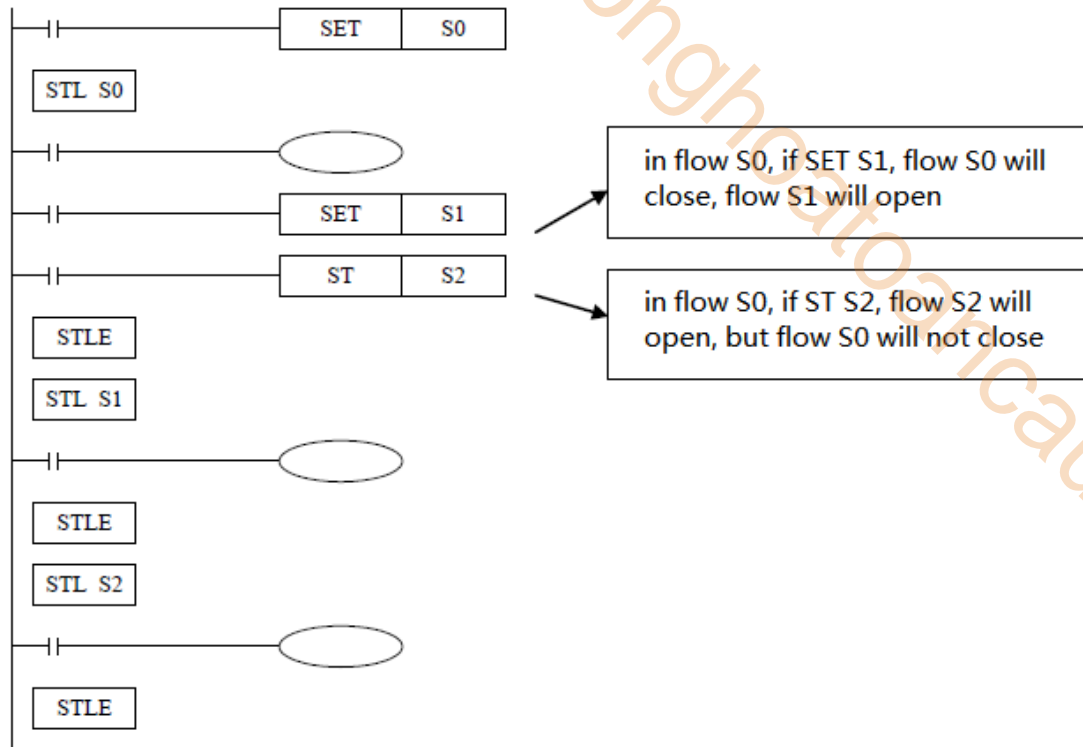 SET S0
STL S0
in flow S0, if SET S1, flow S0 will
close, flow S1 will open
SET S1
ST S2
in flow S0, if ST S2, flow S2 will
open, but flow S0 will not close
STLE
STL S1
STLE
STL S2
STLE